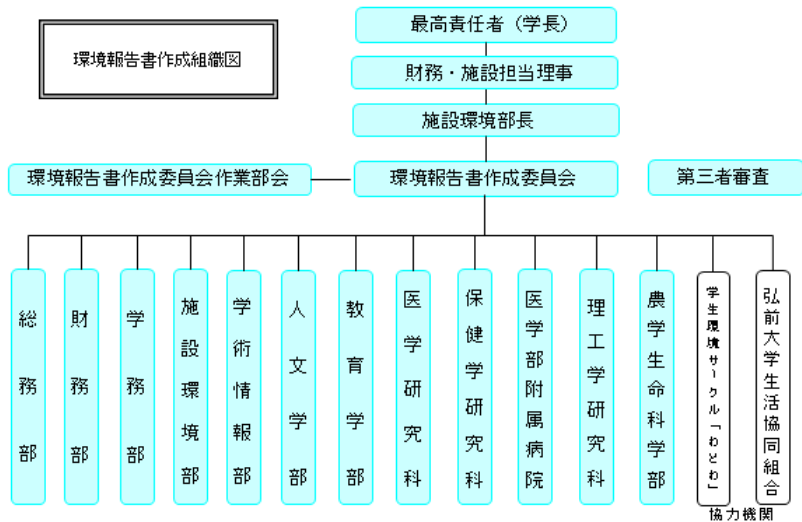 環境報告書作成組織図
最高責任者（学長）
財務・施設担当理事
施設環境部長
環境報告書作成委員会作業部会
環境報告書作成委員会
第三者審査
総務部
財務部
学務部
施設環境部
学術情報部
人文学部
教育学部
医学研究科
保健学研究科
医学部附属病院
理工学研究科
農学生命科学部
学生環境サークル「わとわ」
弘前大学生活協同組合
協力機関